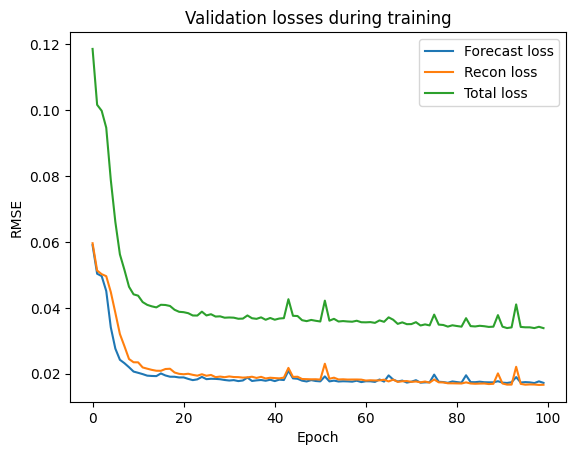 Validation losses during training
Forecast loss
Recon loss
Total loss
RMSE
0.12
0.10
0.08
0.06
0.04
0.02
0 20 40 60 80 100
Epoch